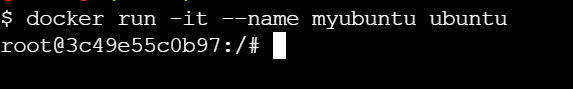 $ docker run -it --name myubuntu ubuntu
root@3c49e55c0b97:/#